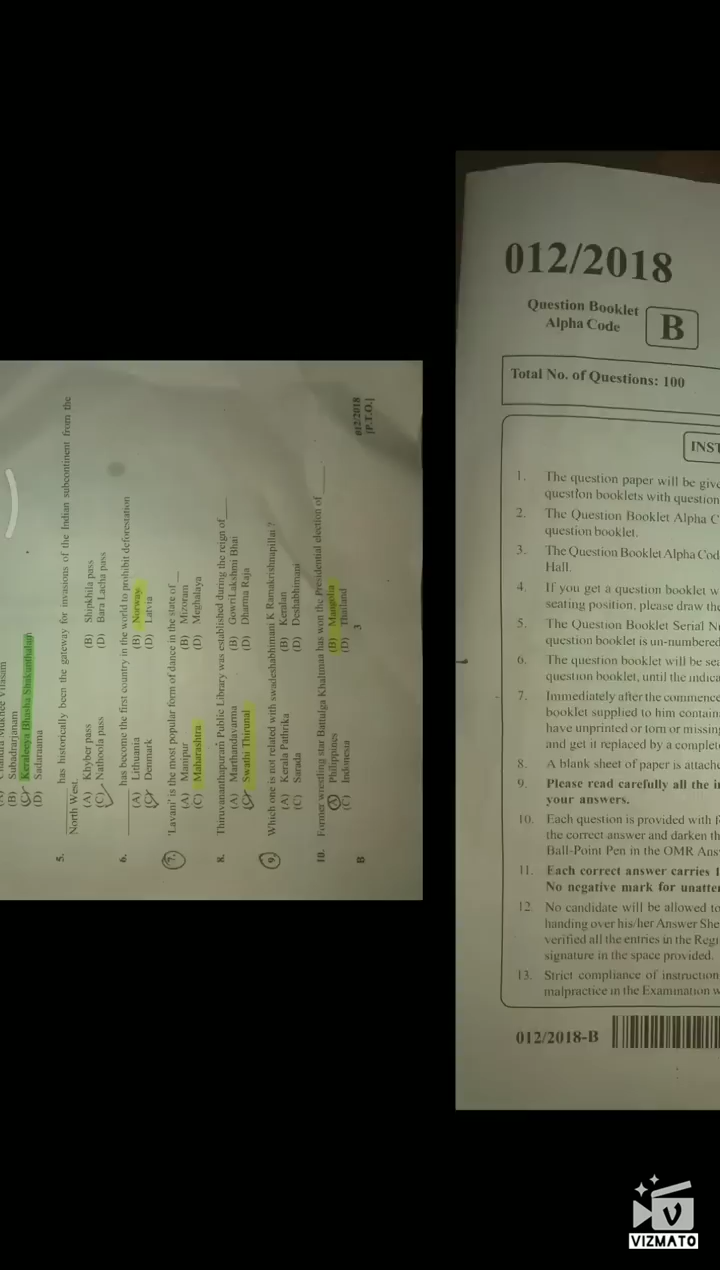 (B) Subadrarjanam
(C) Keraleeya Bhasha Shakunthalam
(D) Sadaraama
5. ______ has historically been the gateway for invasions of the Indian subcontinent from the
North West.
(A) Khyber pass (B) Shipkhila pass
(C) Nathoola pass (D) Bara Lacha pass
6. ______ has become the first country in the world to prohibit deforestation
(A) Lithuania (B) Norway
(C) Denmark (D) Latvia
7. 'Lavani' is the most popular form of dance in the state of __
(A) Manipur (B) Mizoram
(C) Maharashtra (D) Meghalaya
8. Thiruvananthapuram Public Library was established during the reign of ___
(A) Marthandavarma (B) GowriLakshmi Bhai
(C) Swathi Thirunal (D) Dharma Raja
9. Which one is not related with swadeshabhimani K Ramakrishnapillai ?
(A) Kerala Pathrika (B) Keralan
(C) Sarada (D) Deshabhimani
10. Former wrestling star Battulga Khaltmaa has won the Presidential election of ____.
(A) Philippines (B) Mangolia
(C) Indonesia (D) Thailand
B 3 012/2018
[P.T.O.]
012/2018
Question Booklet
Alpha Code B
Total No. of Questions: 100
INST
1. The question paper will be give
question booklets with question
2. The Question Booklet Alpha C
question booklet.
3. The Question Booklet Alpha Cod
Hall.
4. If you get a question booklet w
seating position, please draw the
5. The Question Booklet Serial Nu
question booklet is un-numbered
6. The question booklet will be sea
question booklet, until the indica
7. Immediately after the commence
booklet supplied to him contain
have unprinted or torn or missing
and get it replaced by a complete
8. A blank sheet of paper is attache
9. Please read carefully all the in
your answers.
10. Each question is provided with f
the correct answer and darken th
Ball-Point Pen in the OMR Ans
11. Each correct answer carries 1
No negative mark for unatte
12. No candidate will be allowed to
handing over his/her Answer She
verified all the entries in the Regi
signature in the space provided.
13. Strict compliance of instruction
malpractice in the Examination w
012/2018-B
VIZMATO